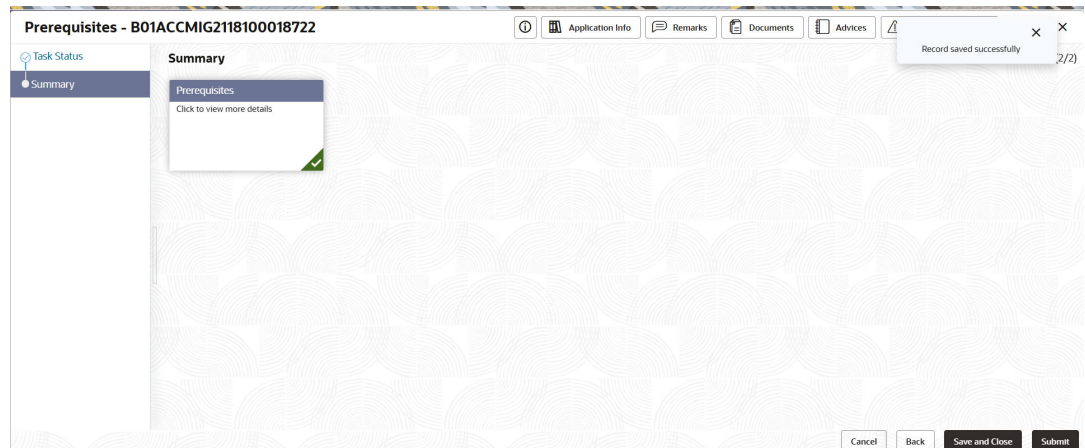 Prerequisites - B01ACCMIG2118100018722
Application Info
Remarks
Documents
Advices
Record saved successfully
Task Status
Summary
Summary
2/2)
Prerequisites
Click to view more details
Cancel
Back
Save and Close
Submit